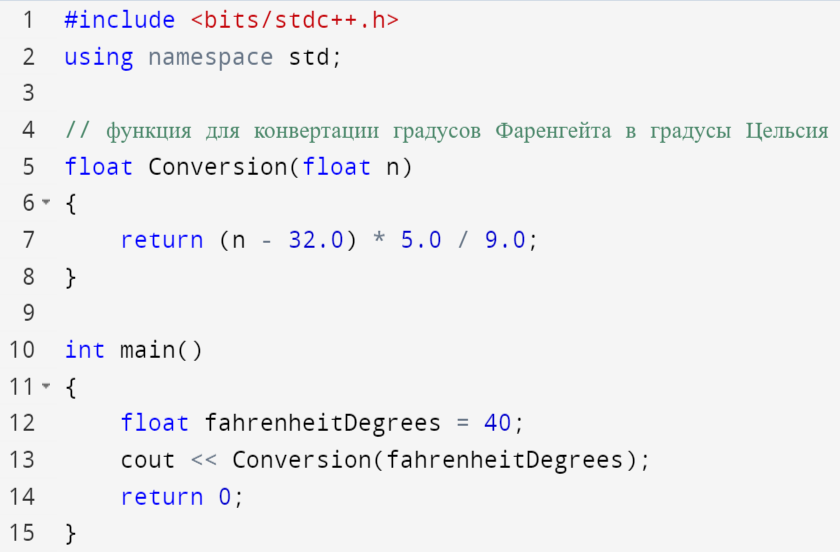 1 #include <bits/stdc++.h>
2 using namespace std;
3
4 // функция для конвертации градусов Фаренгейта в градусы Цельсия
5 float Conversion(float n)
6 {
7     return (n - 32.0) * 5.0 / 9.0;
8 }
9
10 int main()
11 {
12     float fahrenheitDegrees = 40;
13     cout << Conversion(fahrenheitDegrees);
14     return 0;
15 }